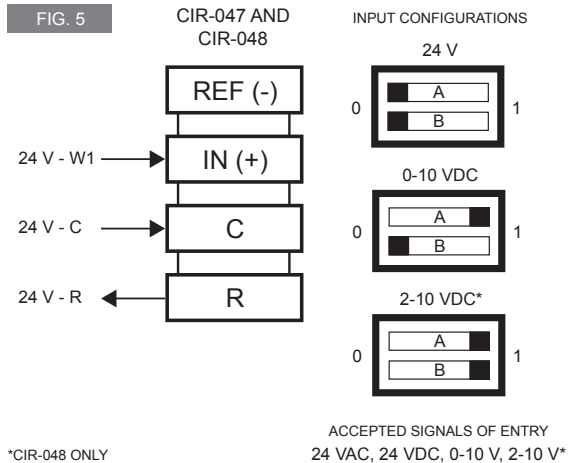 FIG. 5
CIR-047 AND
CIR-048
REF (-)
24 V - W1
IN (+)
24 V - C
C
24 V - R
R
*CIR-048 ONLY
INPUT CONFIGURATIONS
24 V
0
A
B
1
0-10 VDC
0
A
B
1
2-10 VDC*
0
A
B
1
ACCEPTED SIGNALS OF ENTRY
24 VAC, 24 VDC, 0-10 V, 2-10 V*